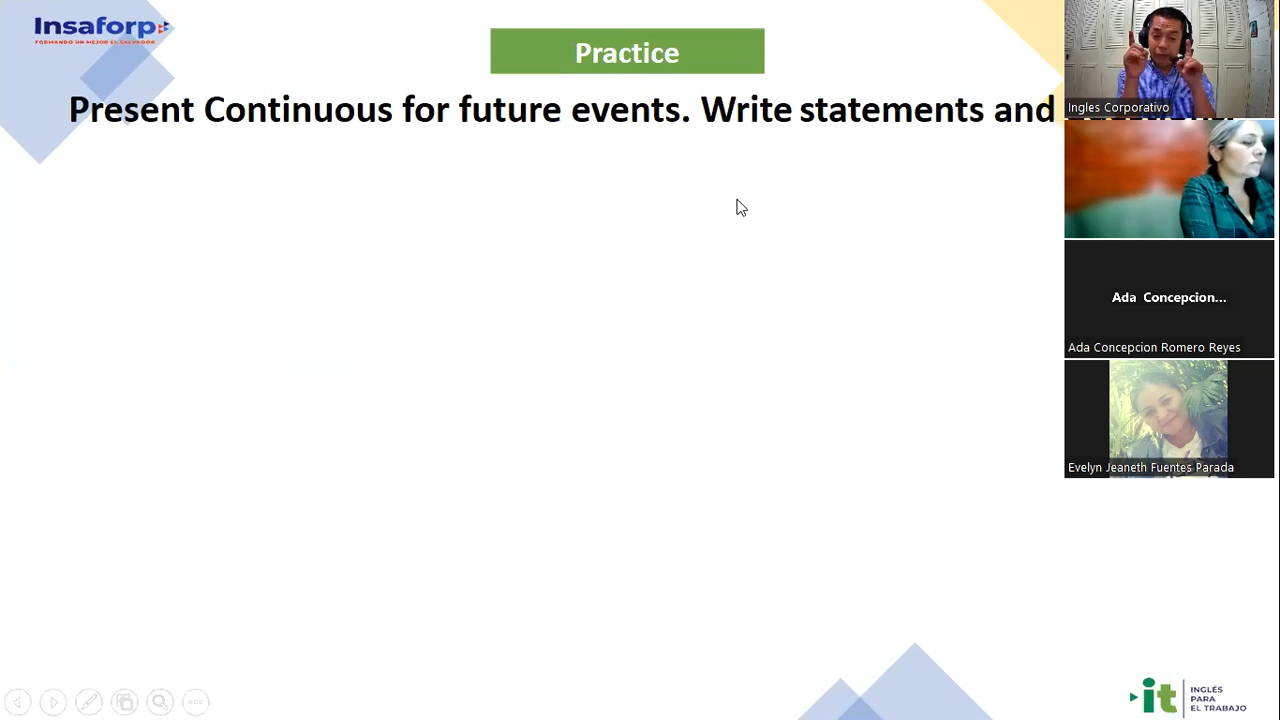 Insaforp
FORMANDO UN MEJOR EL SALVADOR
Practice
Present Continuous for future events. Write statements and
Ingles Corporativo
Ada Concepcion...
Ada Concepcion Romero Reyes
Evelyn Jeaneth Fuentes Parada
it
INGLÉS
PARA
EL TRABAJO